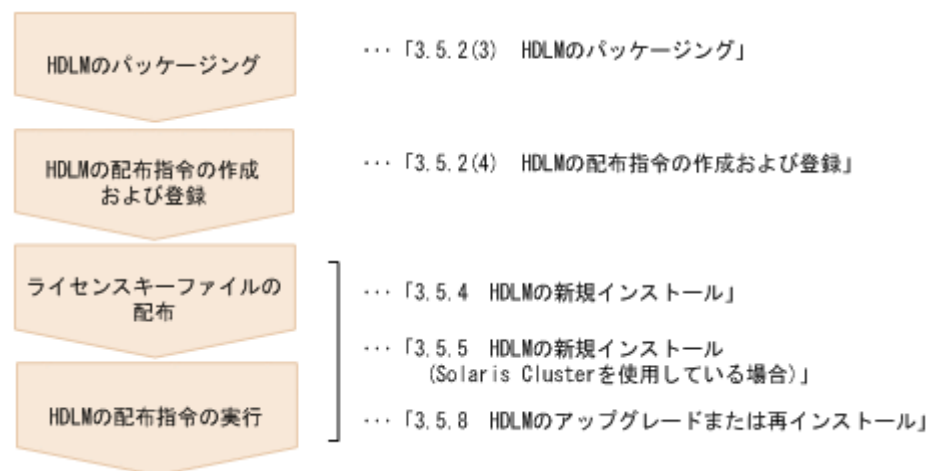 HDLMのパッケージング
･･･「3.5.2(3) HDLMのパッケージング」
HDLMの配布指令の作成
および登録
･･･「3.5.2(4) HDLMの配布指令の作成および登録」
ライセンスキーファイルの
配布
･･･「3.5.4 HDLMの新規インストール」
･･･「3.5.5 HDLMの新規インストール
(Solaris Clusterを使用している場合)」
HDLMの配布指令の実行
･･･「3.5.8 HDLMのアップグレードまたは再インストール」